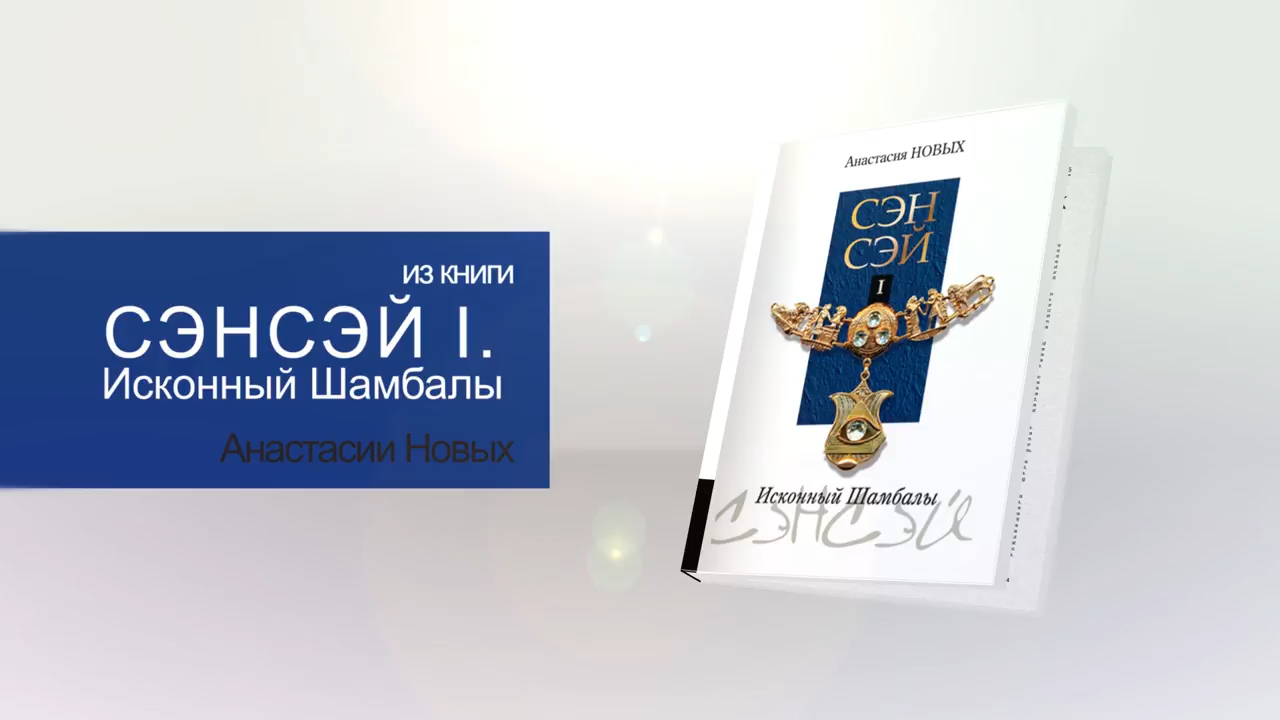 из книги
СЭНСЭЙ I.
Исконный Шамбалы
Анастасии Новых
Анастасия НОВЫХ
СЭН
СЭЙ
I
Исконный Шамбалы
Сэнсэй